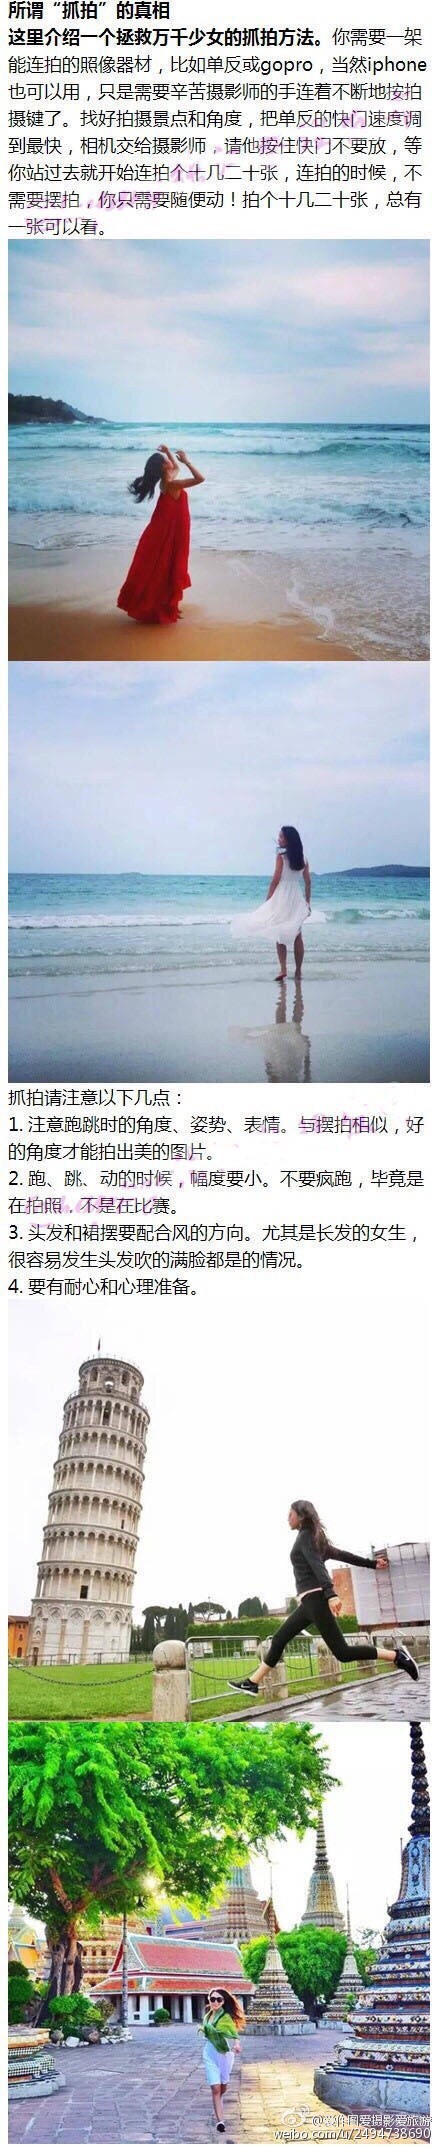 所谓“抓拍”的真相
这里介绍一个拯救万千少女的抓拍方法。你需要一架
能连拍的照像器材，比如单反或gopro，当然iphone
也可以用，只是需要辛苦摄影师的手连着不断地按拍
摄键了。找好拍摄景点和角度，把单反的快门速度调
到最快，相机交给摄影师，请他按住快门不要放，等
你站过去就开始连拍个十几二十张，连拍的时候，不
需要摆拍，你只需要随便动！拍个十几二十张，总有
一张可以看。
抓拍请注意以下几点：
1. 注意跑跳时的角度、姿势、表情。与摆拍相似，好
的角度才能拍出美的图片。
2. 跑、跳、动的时候，幅度要小。不要疯跑，毕竟是
在拍照，不是在比赛。
3. 头发和裙摆要配合风的方向。尤其是长发的女生，
很容易发生头发吹的满脸都是的情况。
4. 要有耐心和心理准备。
爱摄影爱旅游
weibo.com/u/2494738690